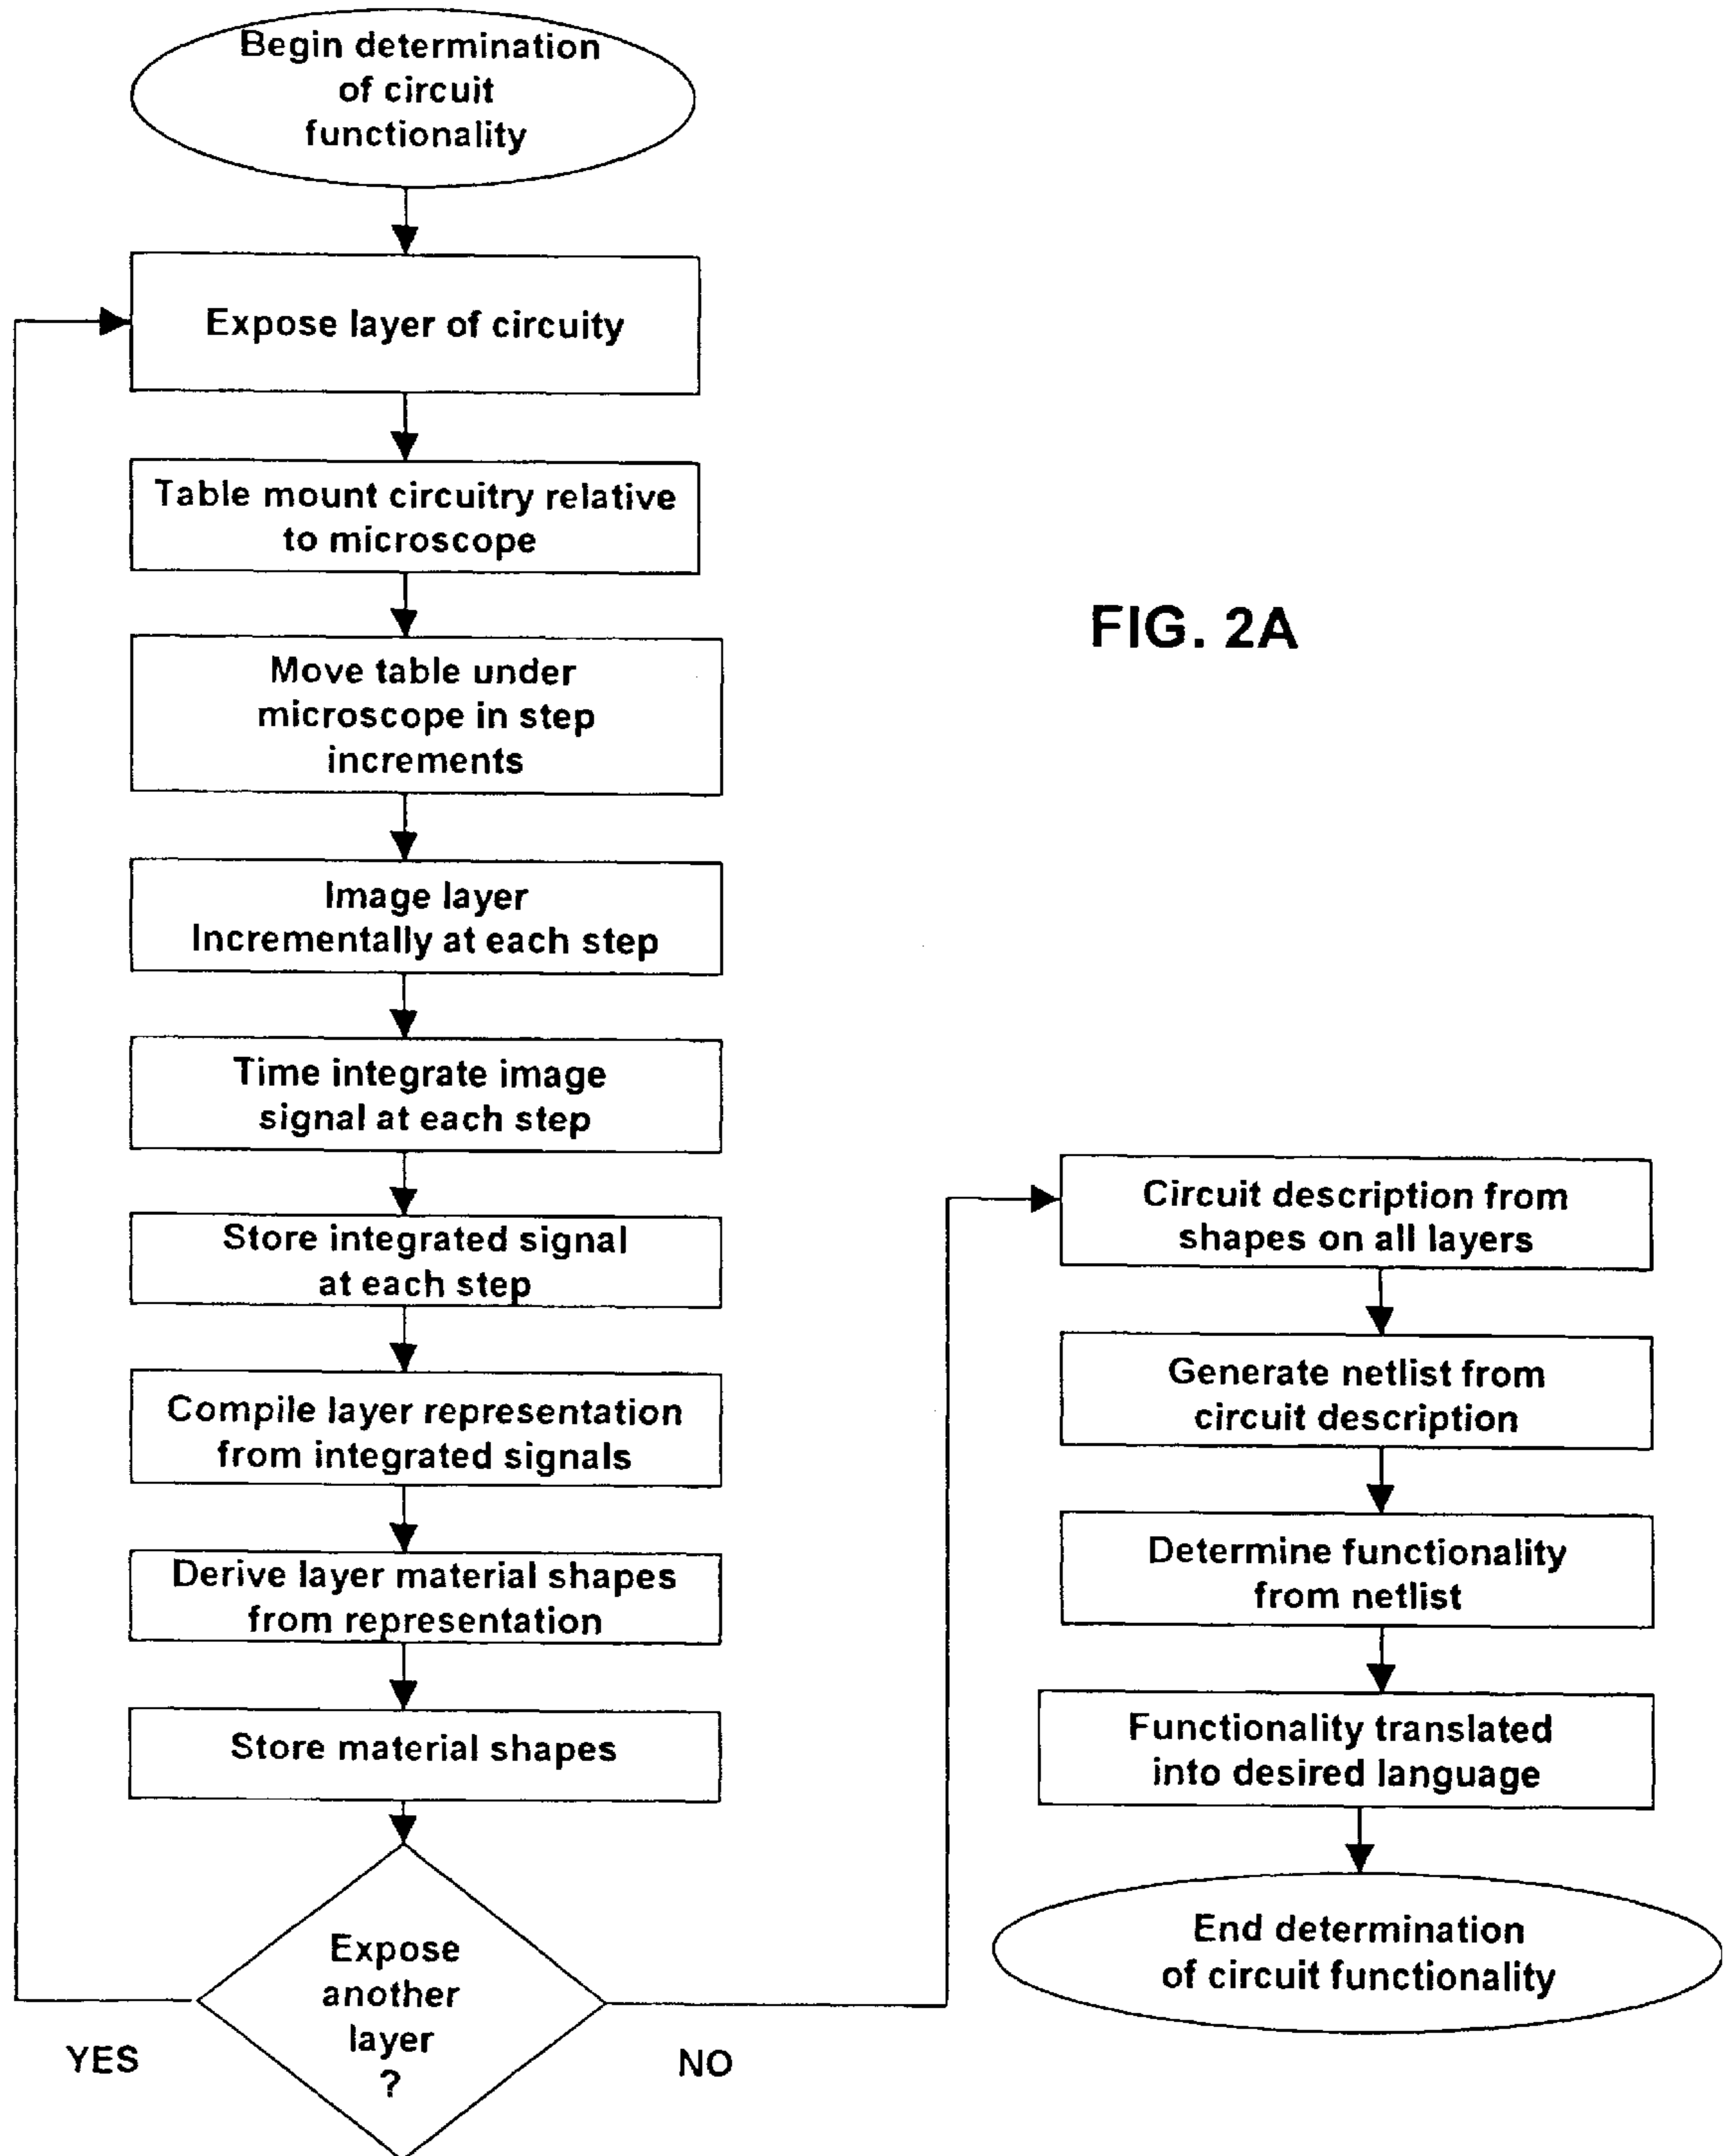 Begin determination
of circuit
functionality
Expose layer of circuity
Table mount circuitry relative
to microscope
Move table under
microscope in step
increments
Image layer
Incrementally at each step
Time integrate image
signal at each step
Store integrated signal
at each step
Compile layer representation
from integrated signals
Derive layer material shapes
from representation
Store material shapes
Expose
another
layer
?
YES
NO
FIG. 2A
Circuit description from
shapes on all layers
Generate netlist from
circuit description
Determine functionality
from netlist
Functionality translated
into desired language
End determination
of circuit functionality